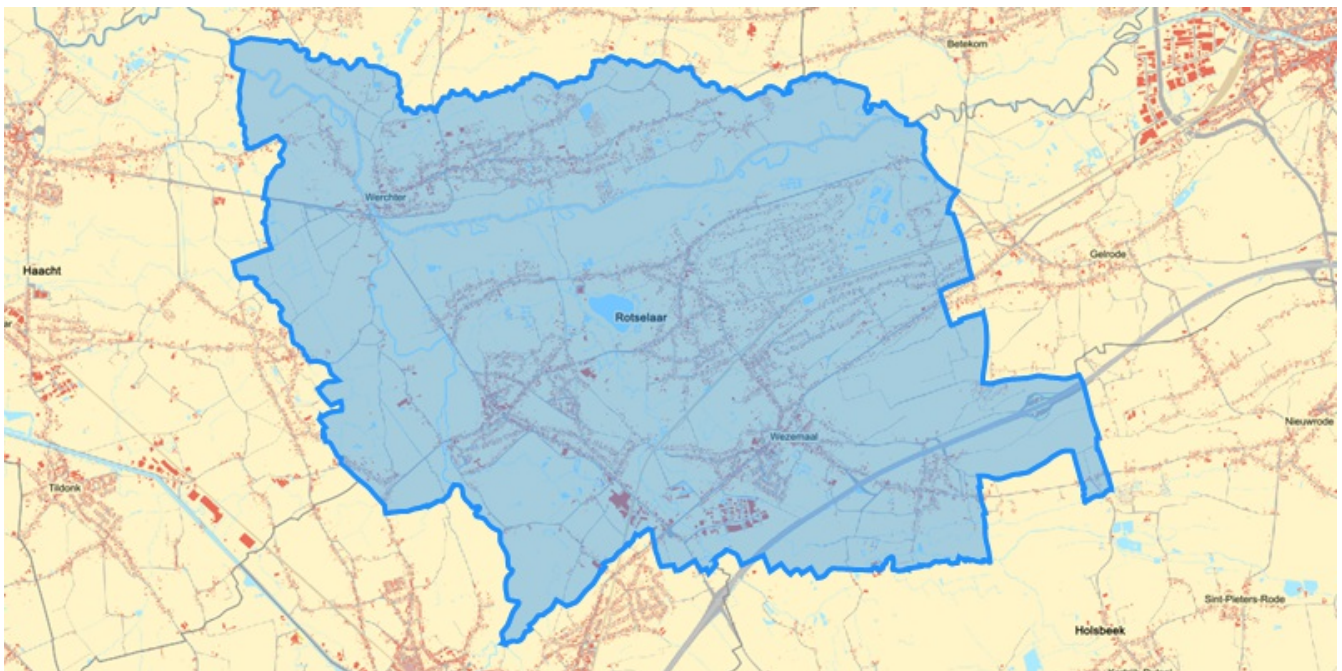 Betekom
Werchter
Gelrode
Haacht
Rotselaar
Nieuwrode
Wezemaal
Tildonk
Sint-Pieters-Rode
Holsbeek